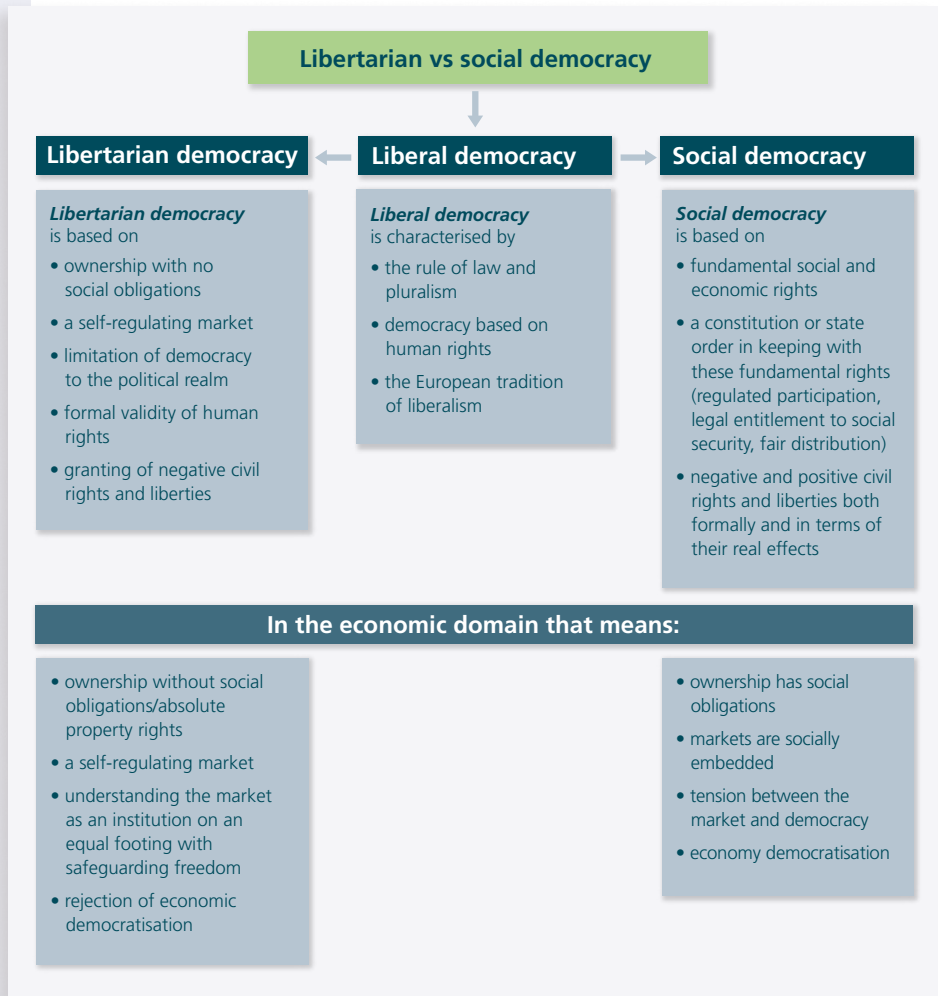 Libertarian vs social democracy
Libertarian democracy
Liberal democracy
Social democracy
Libertarian democracy
is based on
• ownership with no
social obligations
• a self-regulating market
• limitation of democracy
to the political realm
• formal validity of human
rights
• granting of negative civil
rights and liberties
Liberal democracy
is characterised by
• the rule of law and
pluralism
• democracy based on
human rights
• the European tradition
of liberalism
Social democracy
is based on
• fundamental social and
economic rights
• a constitution or state
order in keeping with
these fundamental rights
(regulated participation,
legal entitlement to social
security, fair distribution)
• negative and positive civil
rights and liberties both
formally and in terms of
their real effects
In the economic domain that means:
• ownership without social
obligations/absolute
property rights
• a self-regulating market
• understanding the market
as an institution on an
equal footing with
safeguarding freedom
• rejection of economic
democratisation
• ownership has social
obligations
• markets are socially
embedded
• tension between the
market and democracy
• economy democratisation